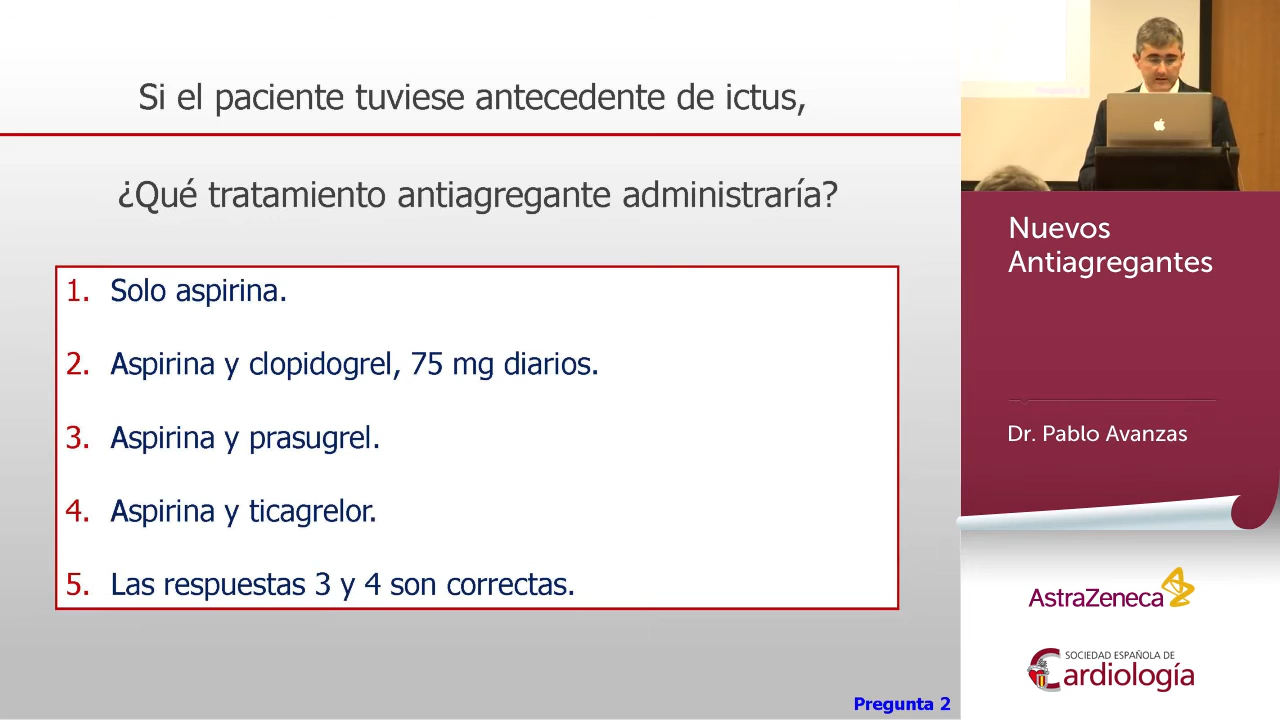 Si el paciente tuviese antecedente de ictus,
¿Qué tratamiento antiagregante administraría?
1. Solo aspirina.
2. Aspirina y clopidogrel, 75 mg diarios.
3. Aspirina y prasugrel.
4. Aspirina y ticagrelor.
5. Las respuestas 3 y 4 son correctas.
Pregunta 2
Nuevos
Antiagregantes
Dr. Pablo Avanzas
AstraZeneca
SOCIEDAD ESPAÑOLA DE
Cardiología